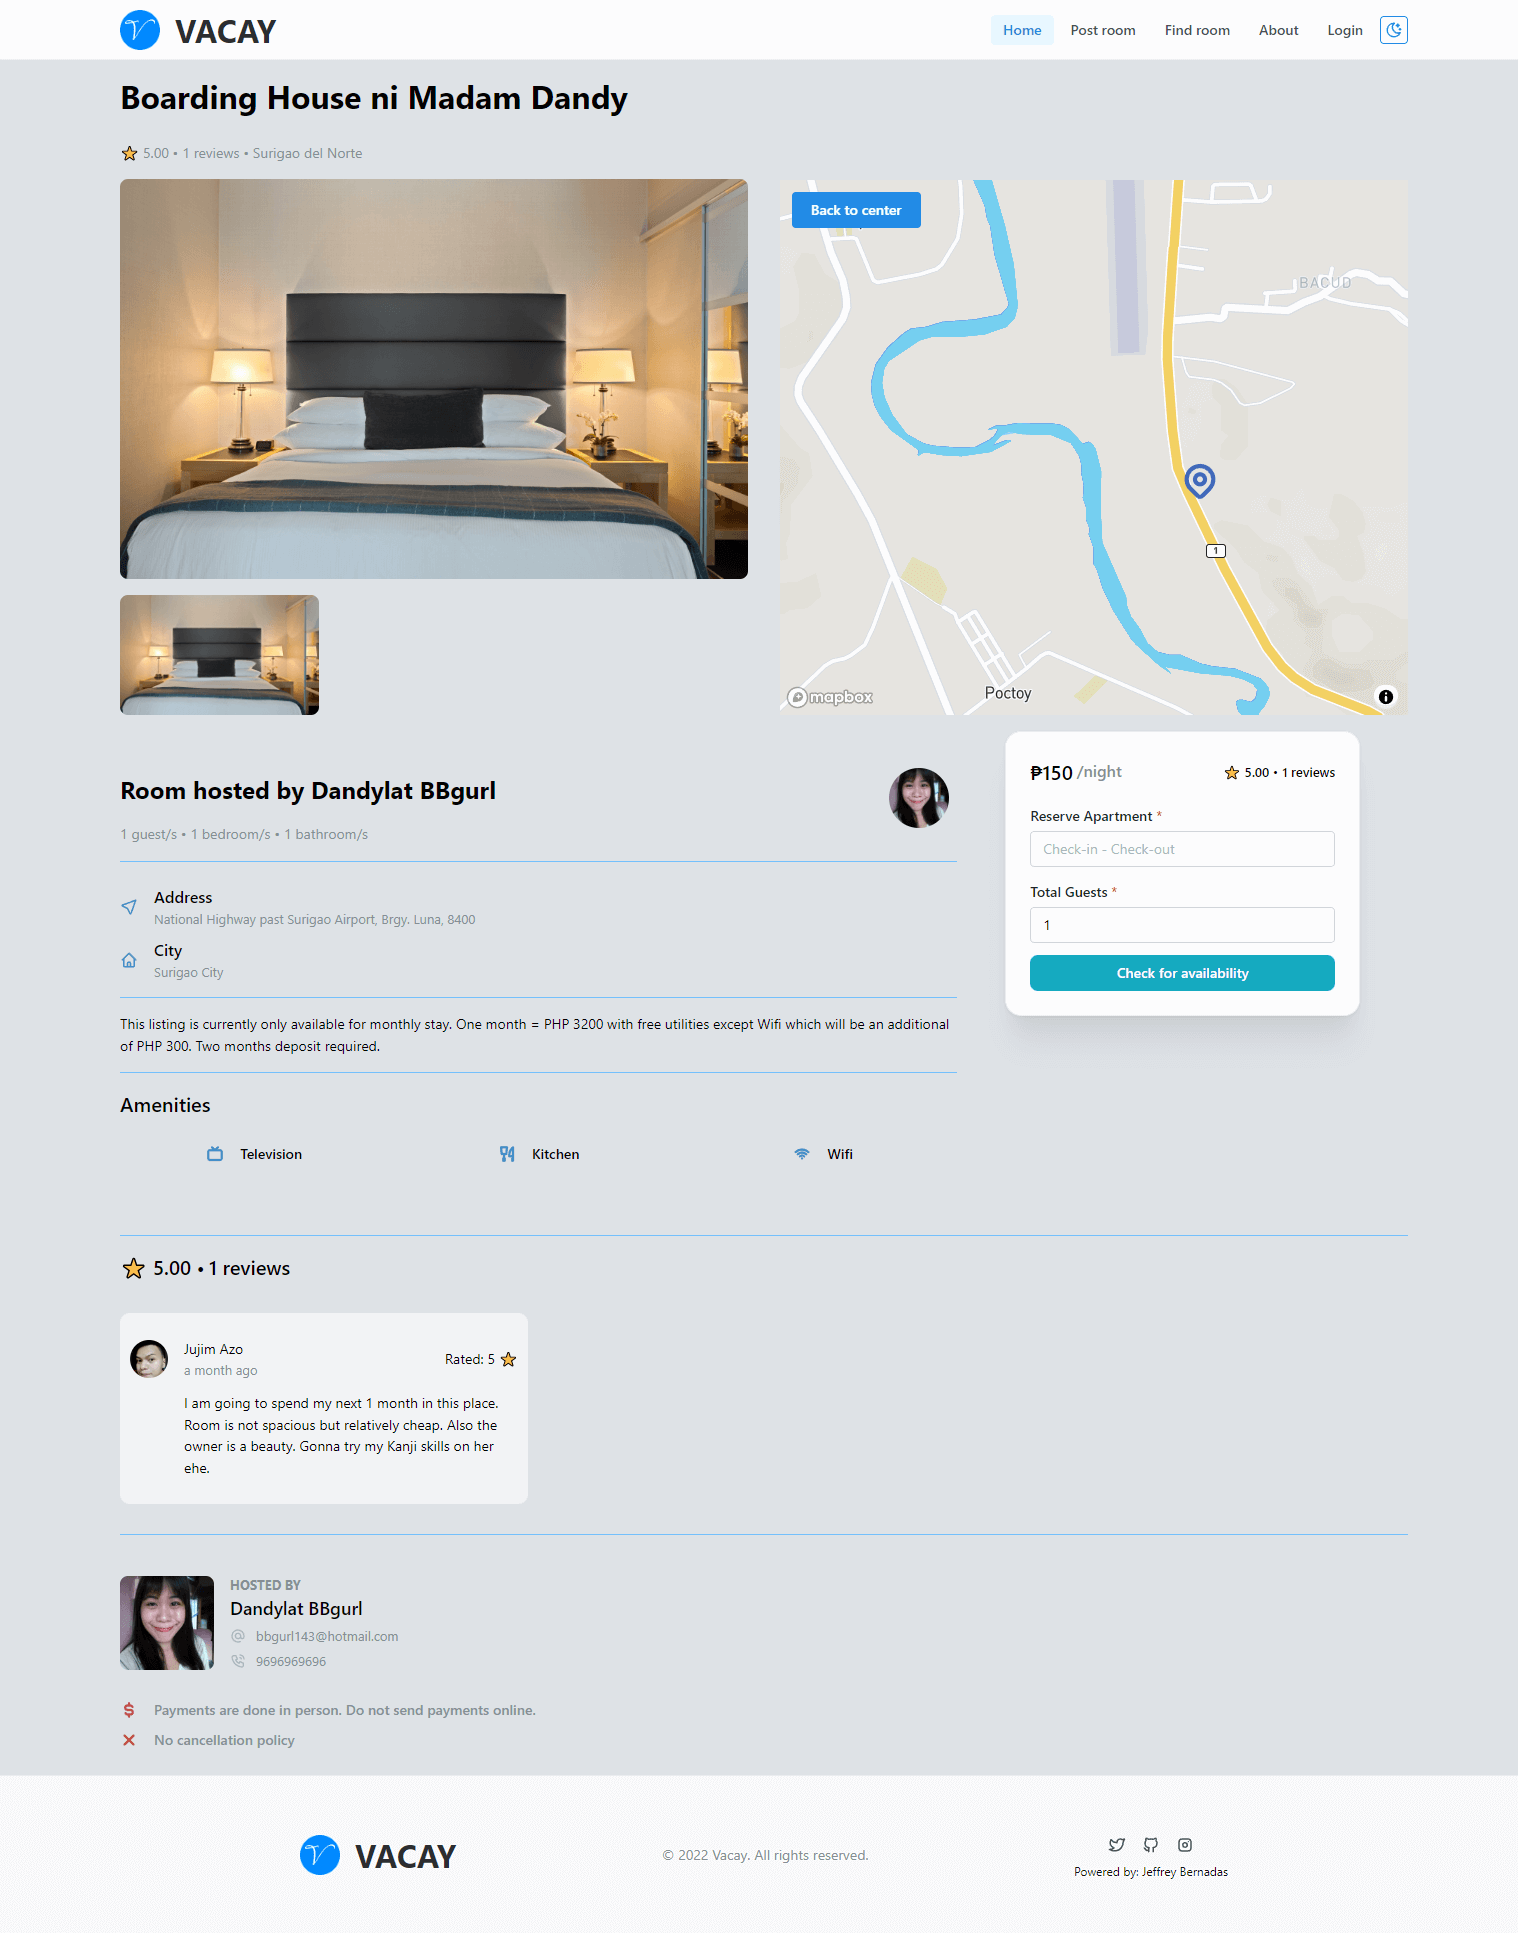 VACAY
Home
Post room
Find room
About
Login
Boarding House ni Madam Dandy
5.00 • 1 reviews • Surigao del Norte
Back to center
BACUD
1
Poctoy
mapbox
Room hosted by Dandylat BBgurl
1 guest/s • 1 bedroom/s • 1 bathroom/s
₱150 /night
5.00 • 1 reviews
Reserve Apartment *
Check-in - Check-out
Total Guests *
1
Check for availability
Address
National Highway past Surigao Airport, Brgy. Luna, 8400
City
Surigao City
This listing is currently only available for monthly stay. One month = PHP 3200 with free utilities except Wifi which will be an additional
of PHP 300. Two months deposit required.
Amenities
Television
Kitchen
Wifi
5.00 • 1 reviews
Jujim Azo
a month ago
Rated: 5
I am going to spend my next 1 month in this place.
Room is not spacious but relatively cheap. Also the
owner is a beauty. Gonna try my Kanji skills on her
ehe.
HOSTED BY
Dandylat BBgurl
bbgurl143@hotmail.com
9696969696
Payments are done in person. Do not send payments online.
No cancellation policy
VACAY
© 2022 Vacay. All rights reserved.
Powered by: Jeffrey Bernadas